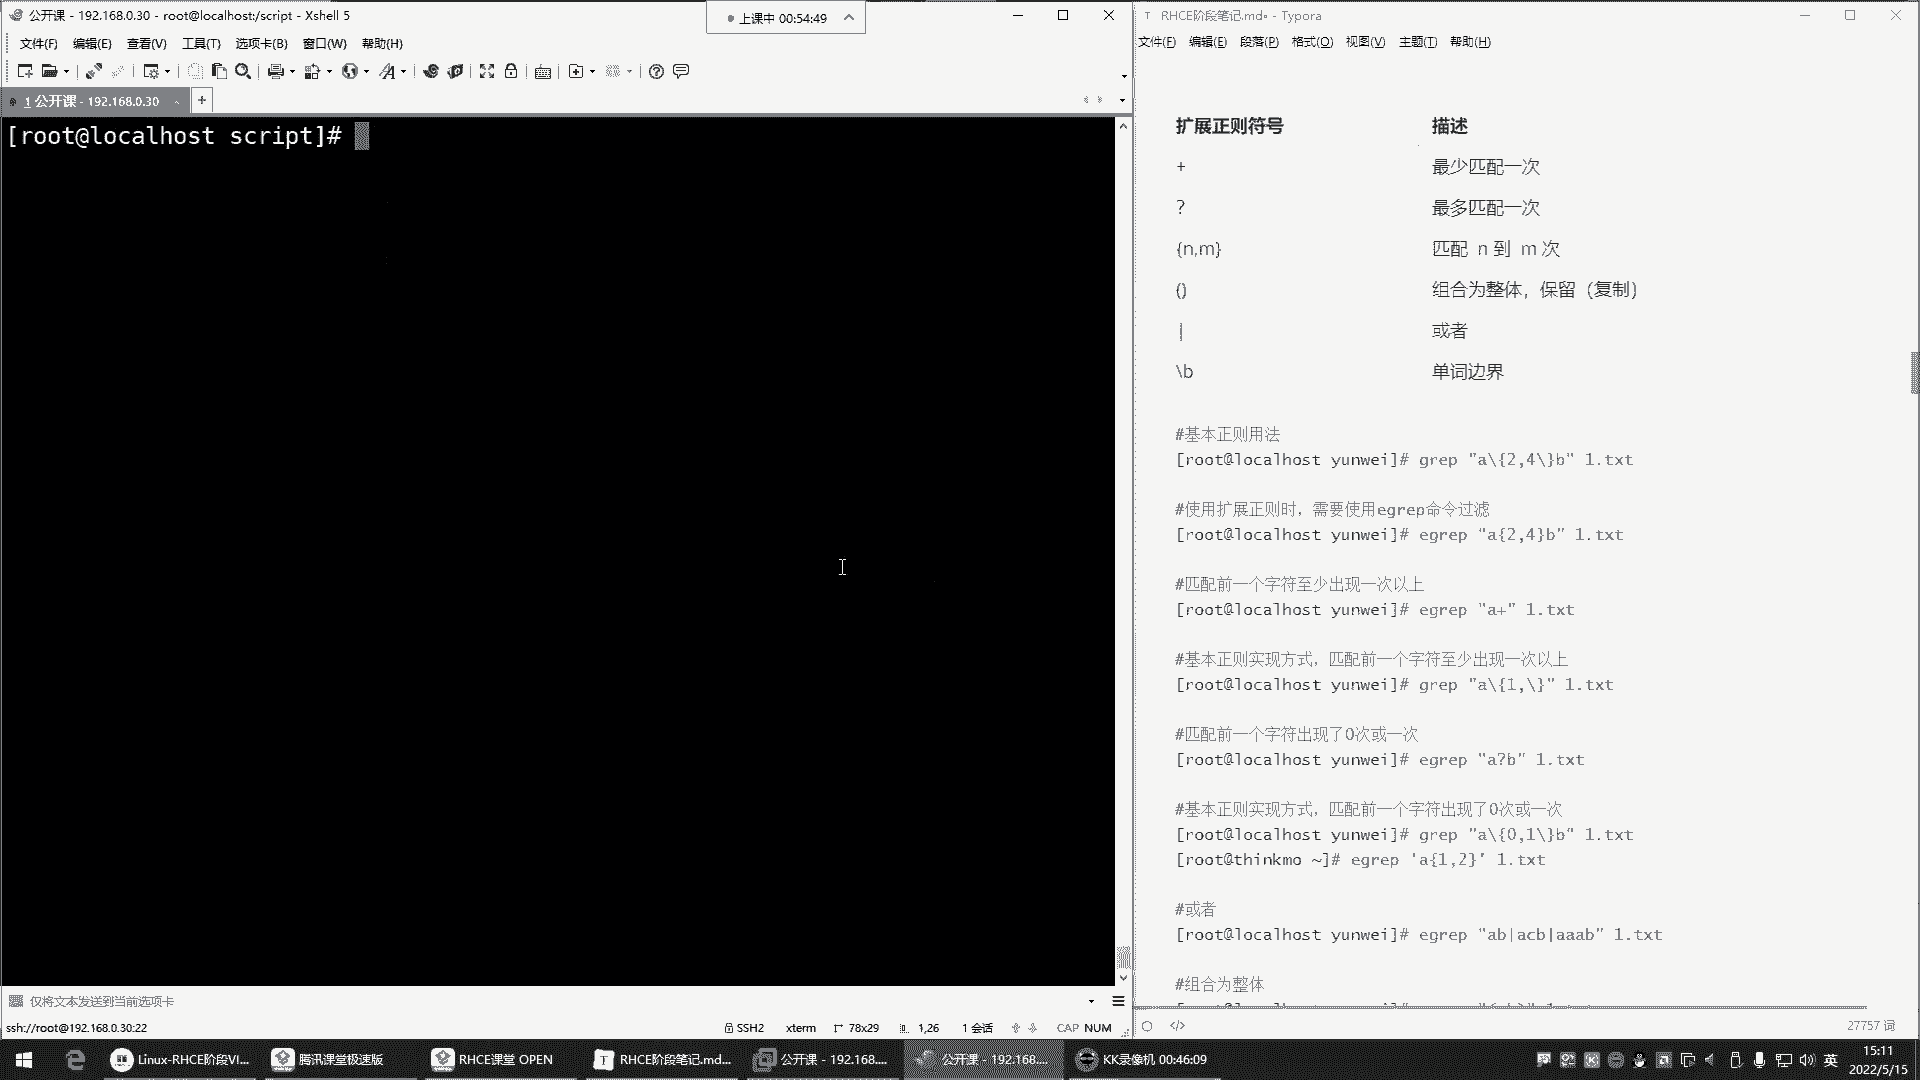 公开课 - 192.168.0.30 - root@localhost:/script - Xshell 5
上课中 00:54:49
文件(F) 编辑(E) 查看(V) 工具(T) 选项卡(B) 窗口(W) 帮助(H)
1 公开课 - 192.168.0.30
[root@localhost script]#
仅将文本发送到当前选项卡
ssh://root@192.168.0.30:22
SSH2 xterm 78x29 1,26 1 会话 CAP NUM
RHCE阶段笔记.md• - Typora
文件(F) 编辑(E) 段落(P) 格式(O) 视图(V) 主题(T) 帮助(H)
扩展正则符号 描述
+ 最少匹配一次
? 最多匹配一次
{n,m} 匹配 n 到 m 次
() 组合为整体，保留（复制）
| 或者
\b 单词边界
#基本正则用法
[root@localhost yunwei]# grep "a\{2,4\}b" 1.txt
#使用扩展正则时，需要使用egrep命令过滤
[root@localhost yunwei]# egrep "a{2,4}b" 1.txt
#匹配前一个字符至少出现一次以上
[root@localhost yunwei]# egrep "a+" 1.txt
#基本正则实现方式，匹配前一个字符至少出现一次以上
[root@localhost yunwei]# grep "a\{1,\}" 1.txt
#匹配前一个字符出现了0次或一次
[root@localhost yunwei]# egrep "a?b" 1.txt
#基本正则实现方式，匹配前一个字符出现了0次或一次
[root@localhost yunwei]# grep "a\{0,1\}b" 1.txt
[root@thinkmo ~]# egrep 'a{1,2}' 1.txt
#或者
[root@localhost yunwei]# egrep "ab|acb|aaab" 1.txt
#组合为整体
27757 词
Linux-RHCE阶段VI... 腾讯课堂极速版 RHCE课堂 OPEN RHCE阶段笔记.md... 公开课 - 192.168.... 公开课 - 192.168.... KK录像机 00:46:09
英
15:11
2022/5/15